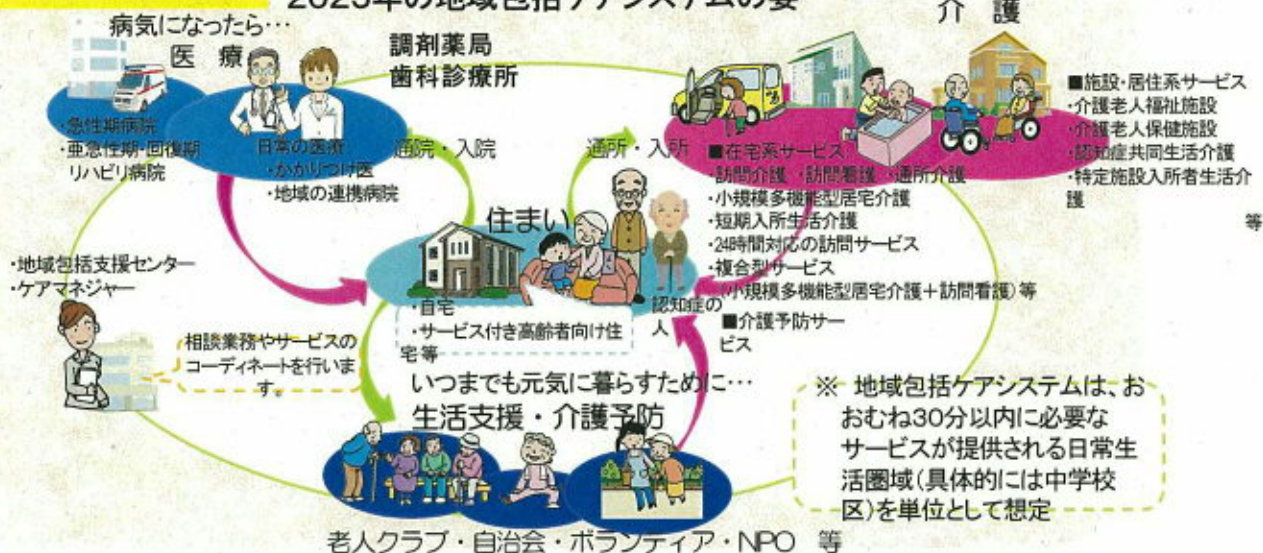 2025年の地域包括ケアシステムの姿
病気になったら…
医 療
・急性期病院
・亜急性期・回復期
リハビリ病院
日常の医療
・かかりつけ医
・地域の連携病院
調剤薬局
歯科診療所
通院・入院
通所・入所
介 護
■施設・居住系サービス
・介護老人福祉施設
・介護老人保健施設
・認知症共同生活介護
・特定施設入所者生活介
護
等
■在宅系サービス
・訪問介護 ・訪問看護 ・通所介護
・小規模多機能型居宅介護
・短期入所生活介護
・24時間対応の訪問サービス
・複合型サービス
(小規模多機能型居宅介護+訪問看護)等
■介護予防サー
ビス
住まい
・自宅
・サービス付き高齢者向け住
宅等
認知症の
人
・地域包括支援センター
・ケアマネジャー
相談業務やサービスの
コーディネートを行いま
す。
いつまでも元気に暮らすために…
生活支援・介護予防
老人クラブ・自治会・ボランティア・NPO 等
※ 地域包括ケアシステムは、お
おむね30分以内に必要な
サービスが提供される日常生
活圏域(具体的には中学校
区)を単位として想定